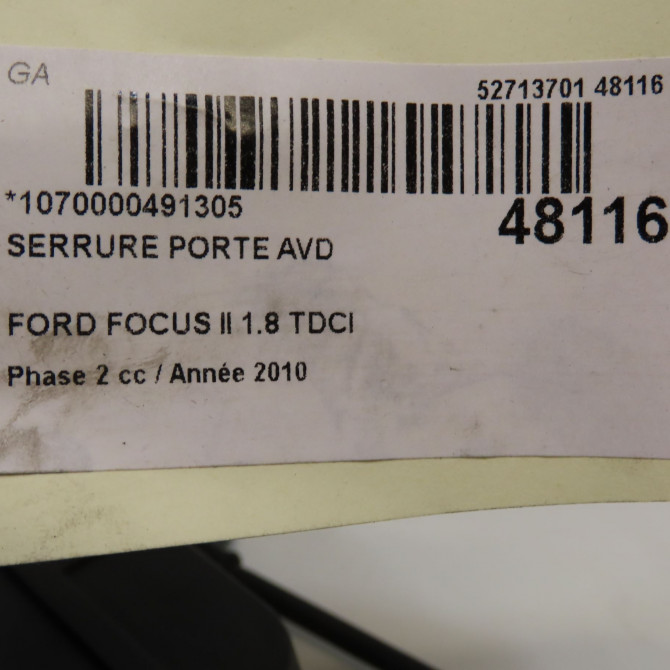 GA
52713701 48116
*1070000491305
48116
SERRURE PORTE AVD
FORD FOCUS II 1.8 TDCI
Phase 2 cc / Année 2010